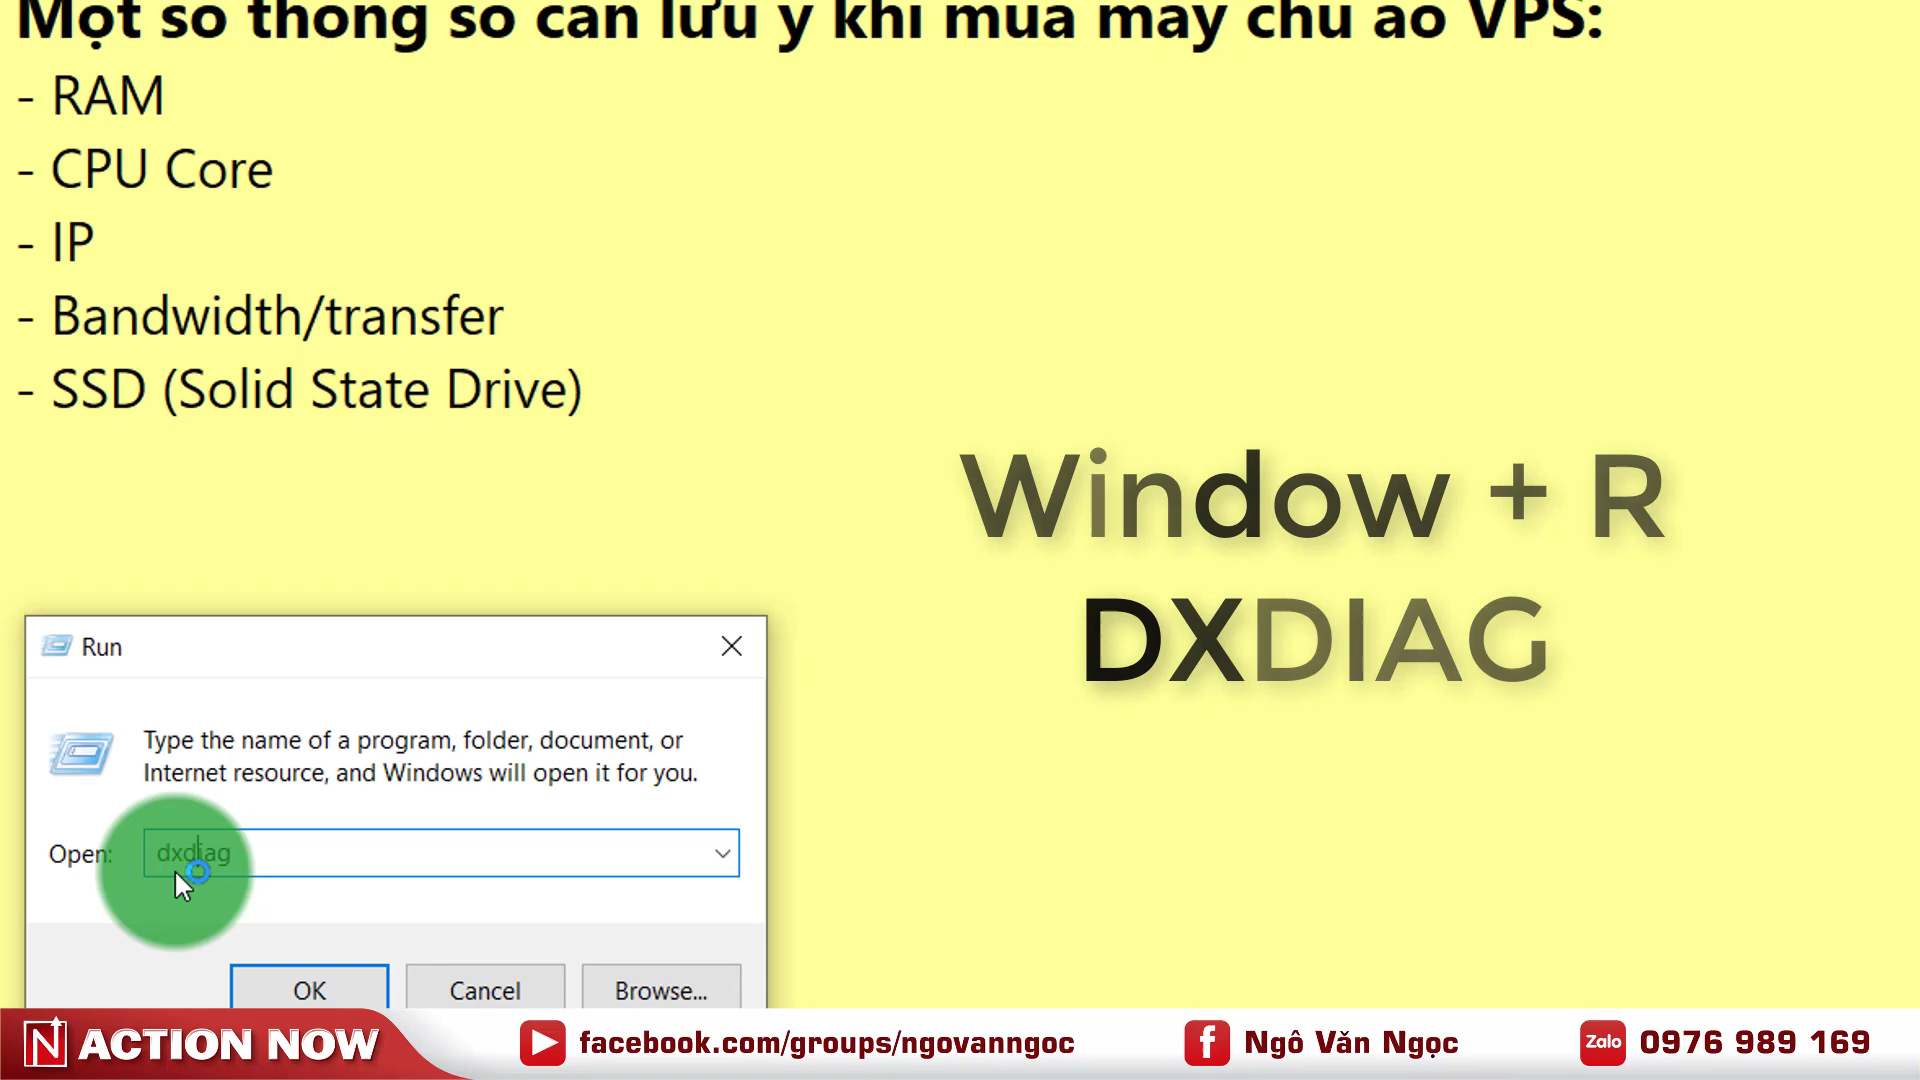 Một số thông số cần lưu ý khi mua máy chủ ảo VPS:
- RAM
- CPU Core
- IP
- Bandwidth/transfer
- SSD (Solid State Drive)
Window + R
DXDIAG
Run
Type the name of a program, folder, document, or
Internet resource, and Windows will open it for you.
Open: dxdiag
OK Cancel Browse...
N ACTION NOW facebook.com/groups/ngovanngoc f Ngô Văn Ngọc Zalo 0976 989 169